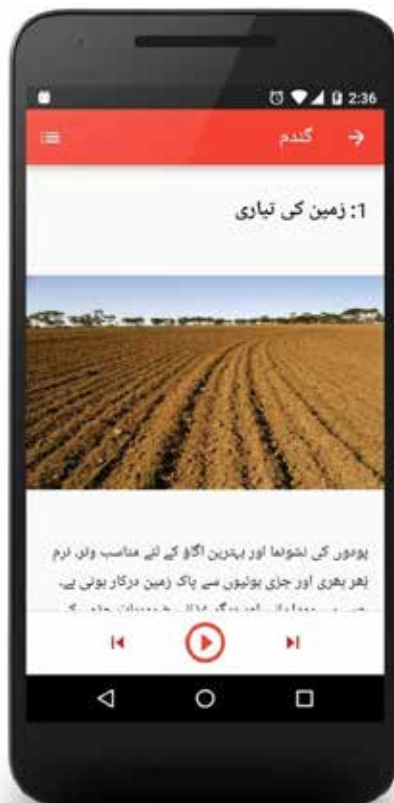 2:36
گندم
1: زمین کی تیاری
پودوں کی نشوونما اور بہترین اگاؤ کے لئے مناسب وتر، نرم
بھر بھری اور جڑی بوٹیوں سے پاک زمین درکار ہوتی ہے۔